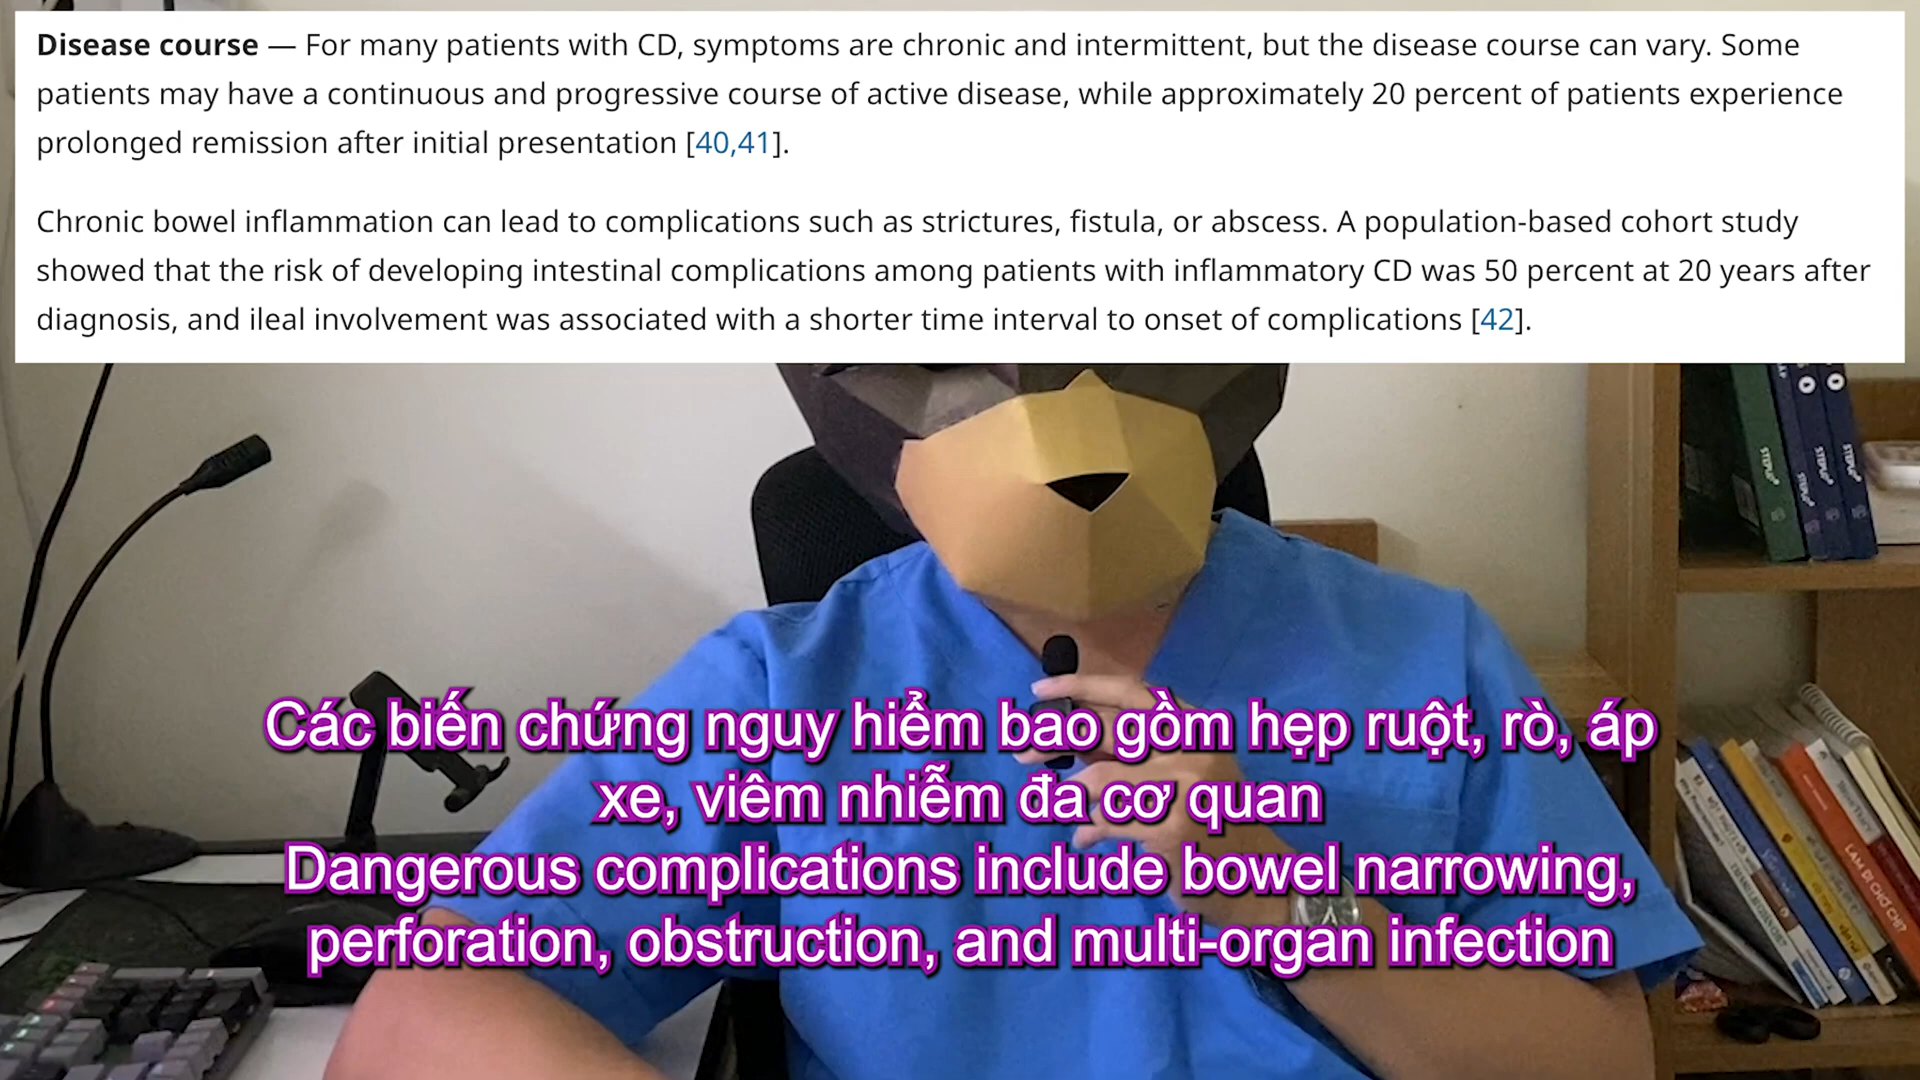 Disease course — For many patients with CD, symptoms are chronic and intermittent, but the disease course can vary. Some
patients may have a continuous and progressive course of active disease, while approximately 20 percent of patients experience
prolonged remission after initial presentation [40,41].
Chronic bowel inflammation can lead to complications such as strictures, fistula, or abscess. A population-based cohort study
showed that the risk of developing intestinal complications among patients with inflammatory CD was 50 percent at 20 years after
diagnosis, and ileal involvement was associated with a shorter time interval to onset of complications [42].
Các biến chứng nguy hiểm bao gồm hẹp ruột, rò, áp
xe, viêm nhiễm đa cơ quan
Dangerous complications include bowel narrowing,
perforation, obstruction, and multi-organ infection